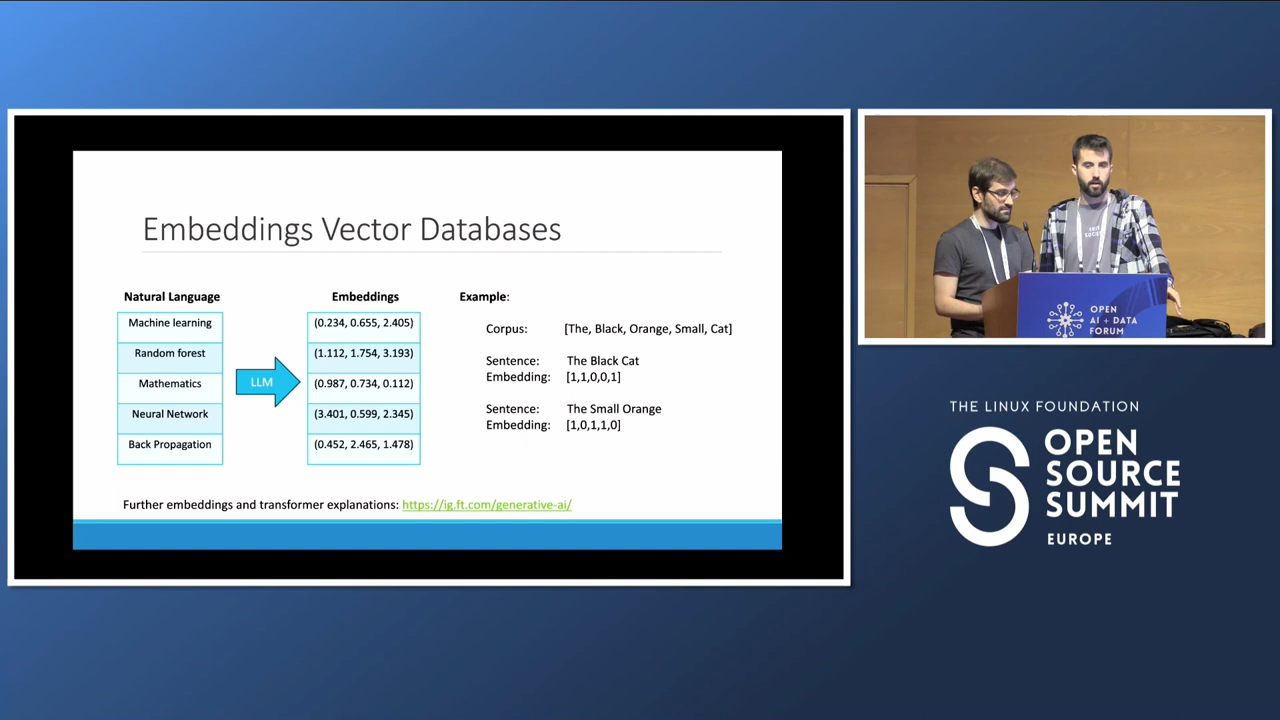 Embeddings Vector Databases
Natural Language
Machine learning
Random forest
Mathematics
Neural Network
Back Propagation
LLM
Embeddings
(0.234, 0.655, 2.405)
(1.112, 1.754, 3.193)
(0.987, 0.734, 0.112)
(3.401, 0.599, 2.345)
(0.452, 2.465, 1.478)
Example:
Corpus: [The, Black, Orange, Small, Cat]
Sentence: The Black Cat
Embedding: [1,1,0,0,1]
Sentence: The Small Orange
Embedding: [1,0,1,1,0]
Further embeddings and transformer explanations: https://ig.ft.com/generative-ai/
OPEN
AI + DATA
FORUM
THE LINUX FOUNDATION
OPEN
SOURCE
SUMMIT
EUROPE